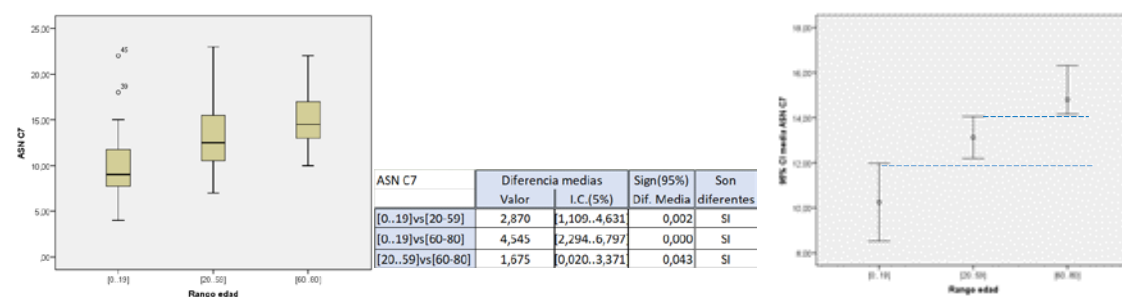 25,00
20,00
15,00
10,00
5,00
,00
ASN C7
45
39
[0..19]
[20..59]
[60..80]
Rango edad
ASN C7 Diferencia medias Sign(95%) Son
Valor I.C.(5%) Dif. Media diferentes
[0..19]vs[20-59] 2,870 [1,109..4,631] 0,002 SI
[0..19]vs[60-80] 4,545 [2,294..6,797] 0,000 SI
[20..59]vs[60-80] 1,675 [0,020..3,371] 0,043 SI
18,00
16,00
14,00
12,00
10,00
8,00
95% CI media ASN C7
[0..19]
[20..59]
[60..80]
Rango edad